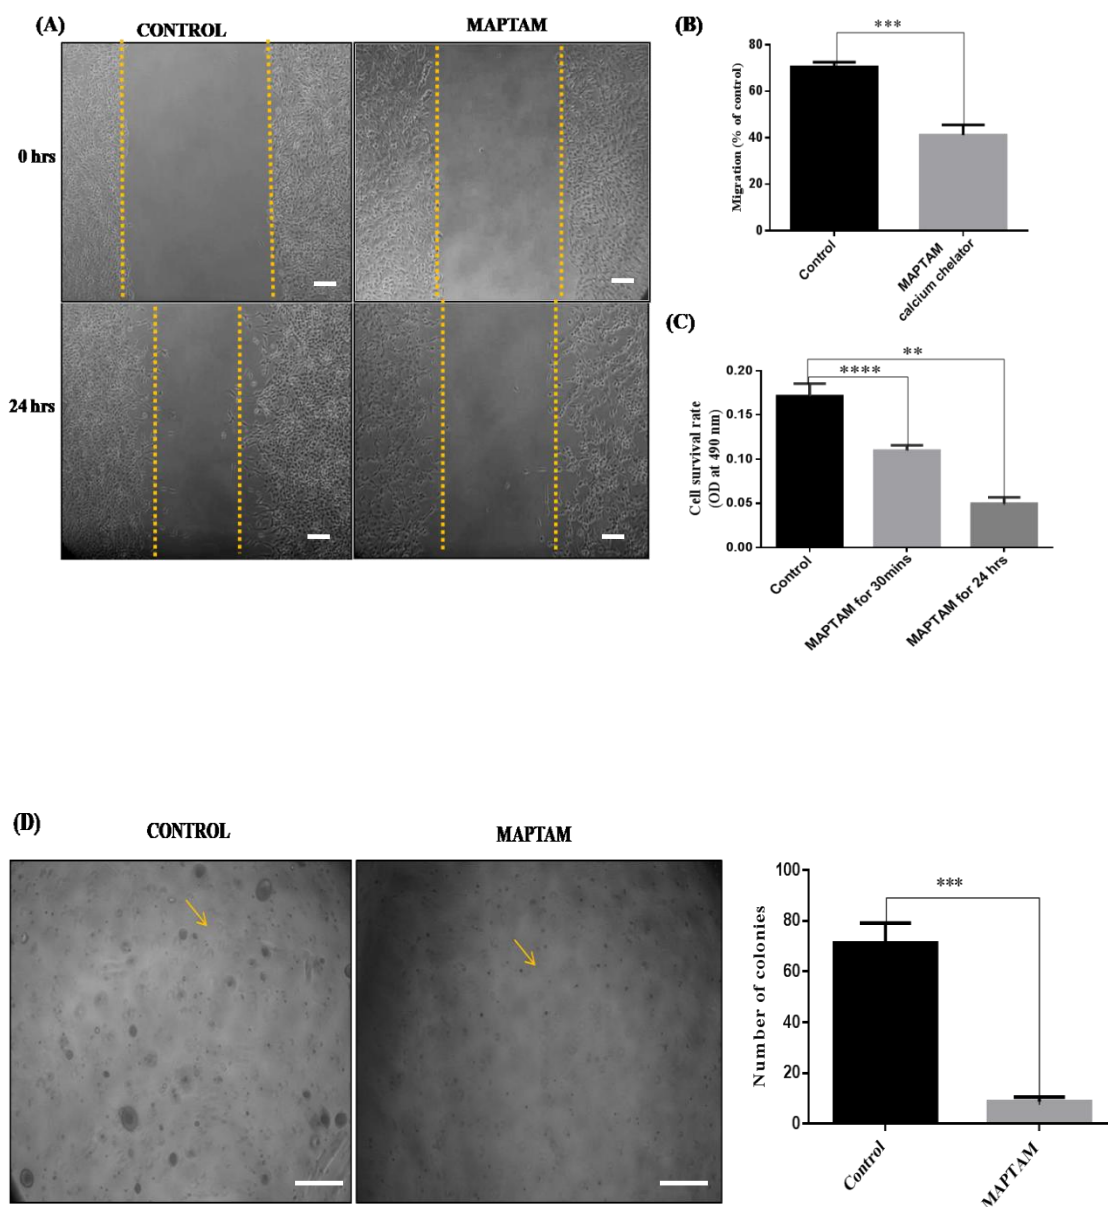 (A)
CONTROL
MAPTAM
0 hrs
24 hrs
(B)
***
80
60
40
20
0
Migration (% of control)
Control
MAPTAM
calcium chelator
(C)
**
****
0.20
0.15
0.10
0.05
0.00
Cell survival rate
(OD at 490 nm)
Control
MAPTAM for 30mins
MAPTAM for 24 hrs
(D)
CONTROL
MAPTAM
***
100
80
60
40
20
0
Number of colonies
Control
MAPTAM